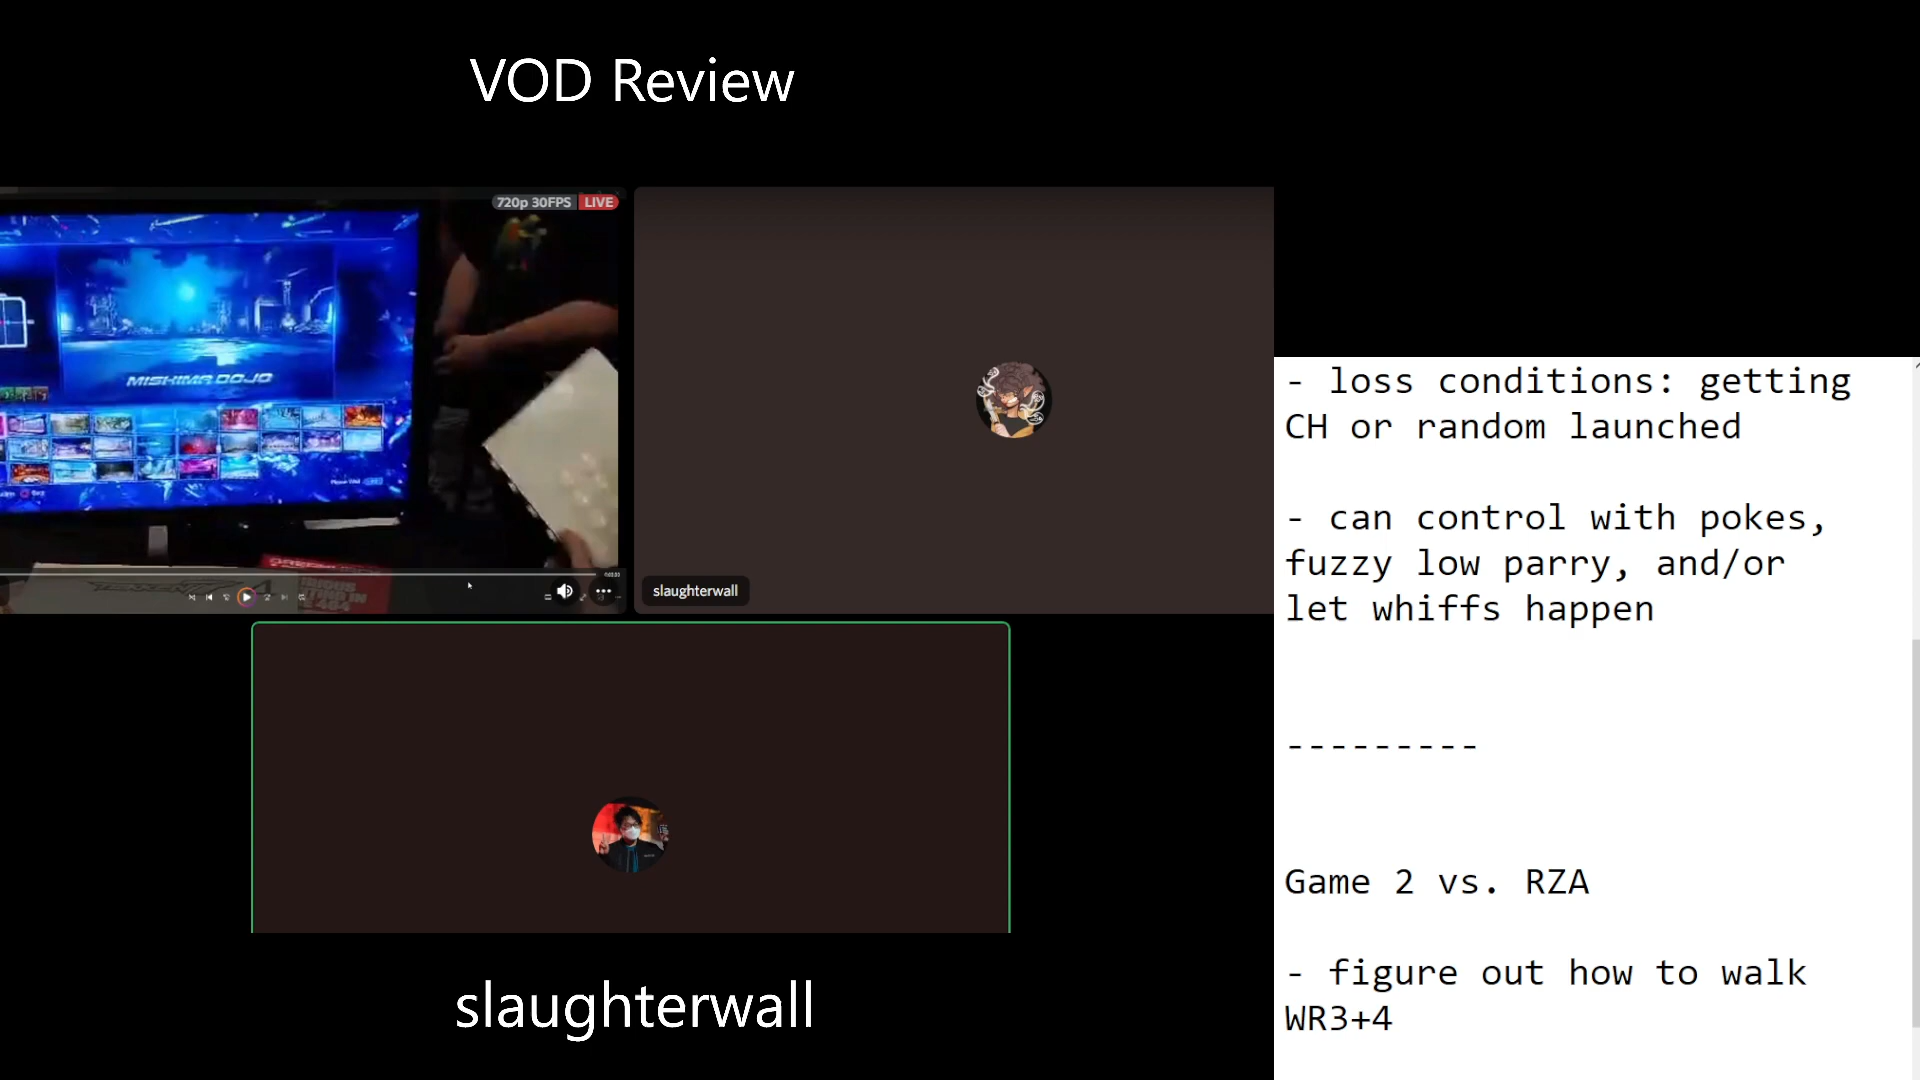 VOD Review
720p 30FPS LIVE
MISHIMA DOJO
Please Wait
slaughterwall
- loss conditions: getting
CH or random launched
- can control with pokes,
fuzzy low parry, and/or
let whiffs happen
---------
Game 2 vs. RZA
- figure out how to walk
WR3+4
slaughterwall